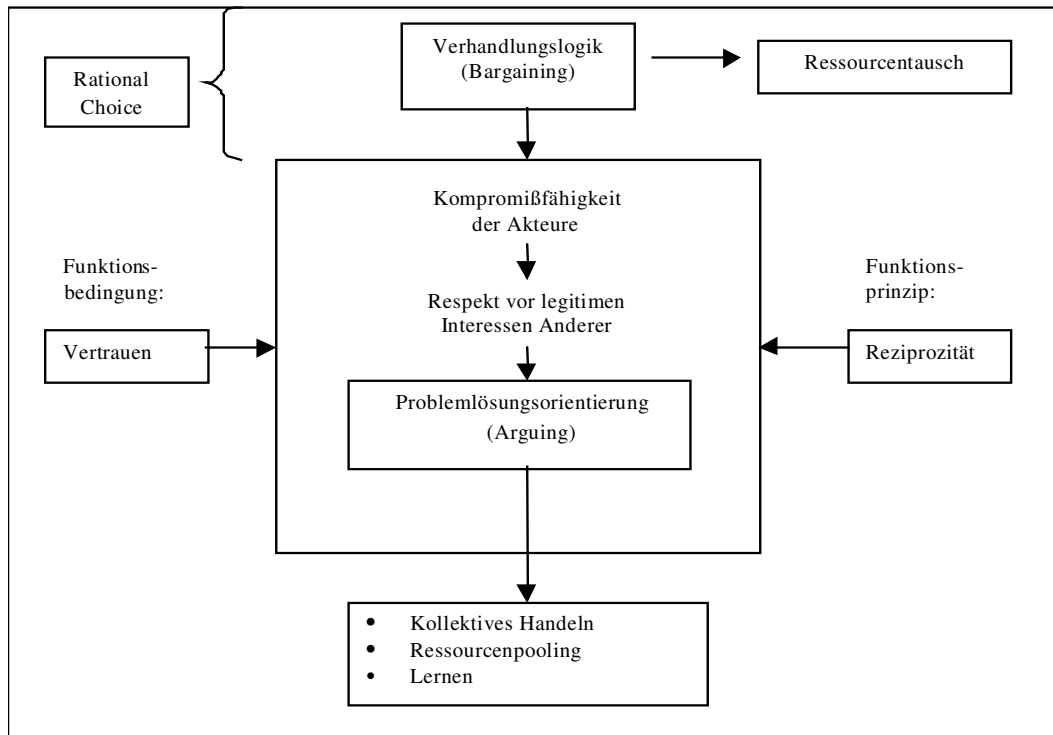 Verhandlungslogik
(Bargaining)
Ressourcentausch
Rational
Choice
Kompromißfähigkeit
der Akteure
Funktions-
bedingung:
Funktions-
prinzip:
Respekt vor legitimen
Interessen Anderer
Vertrauen
Reziprozität
Problemlösungsorientierung
(Arguing)
• Kollektives Handeln
• Ressourcenpooling
• Lernen